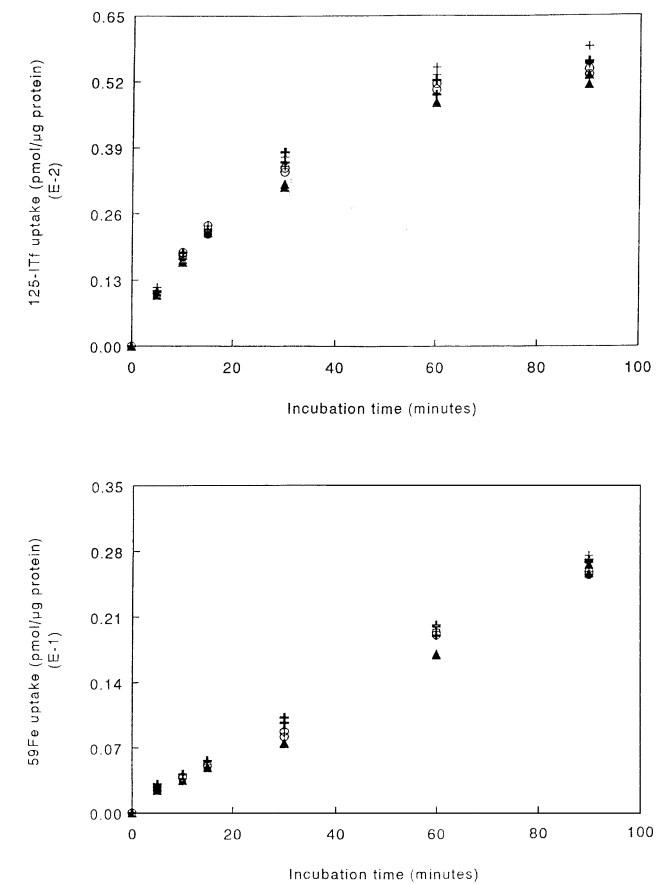 0.65
0.52
0.39
0.26
0.13
0.00
125-ITf uptake (pmol/µg protein)
(E-2)
0 20 40 60 80 100
Incubation time (minutes)
0.35
0.28
0.21
0.14
0.07
0.00
59Fe uptake (pmol/µg protein)
(E-1)
0 20 40 60 80 100
Incubation time (minutes)